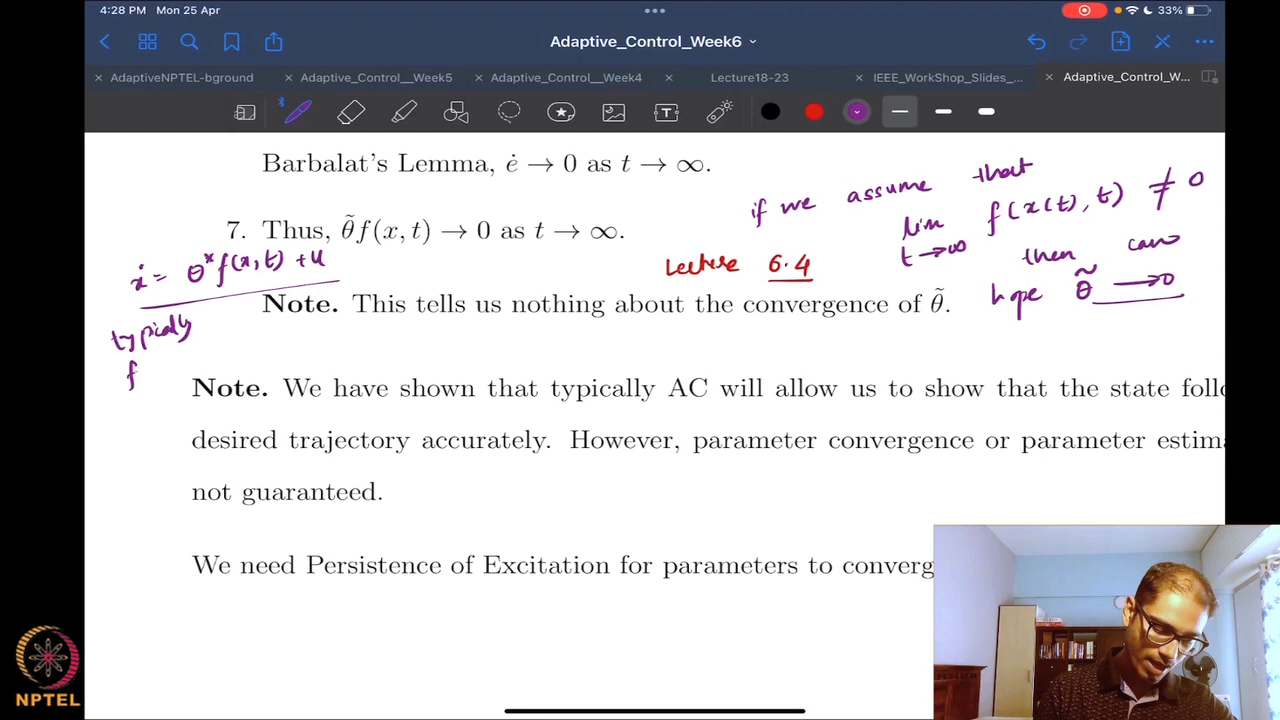 4:28 PM Mon 25 Apr
33%
Adaptive_Control_Week6
AdaptiveNPTEL-bground
Adaptive_Control__Week5
Adaptive_Control__Week4
Lecture18-23
IEEE_WorkShop_Slides_...
Adaptive_Control_W...
Barbalat's Lemma, ė → 0 as t → ∞.
if we assume that
lim t→∞ f(x(t), t) ≠ 0
7. Thus, θ̃f(x, t) → 0 as t → ∞.
then can
hope θ̃ → 0
Lecture 6.4
ẋ = θ* f(x, t) + u
typically
f
Note. This tells us nothing about the convergence of θ̃.
Note. We have shown that typically AC will allow us to show that the state follo
desired trajectory accurately. However, parameter convergence or parameter estima
not guaranteed.
We need Persistence of Excitation for parameters to converg
NPTEL